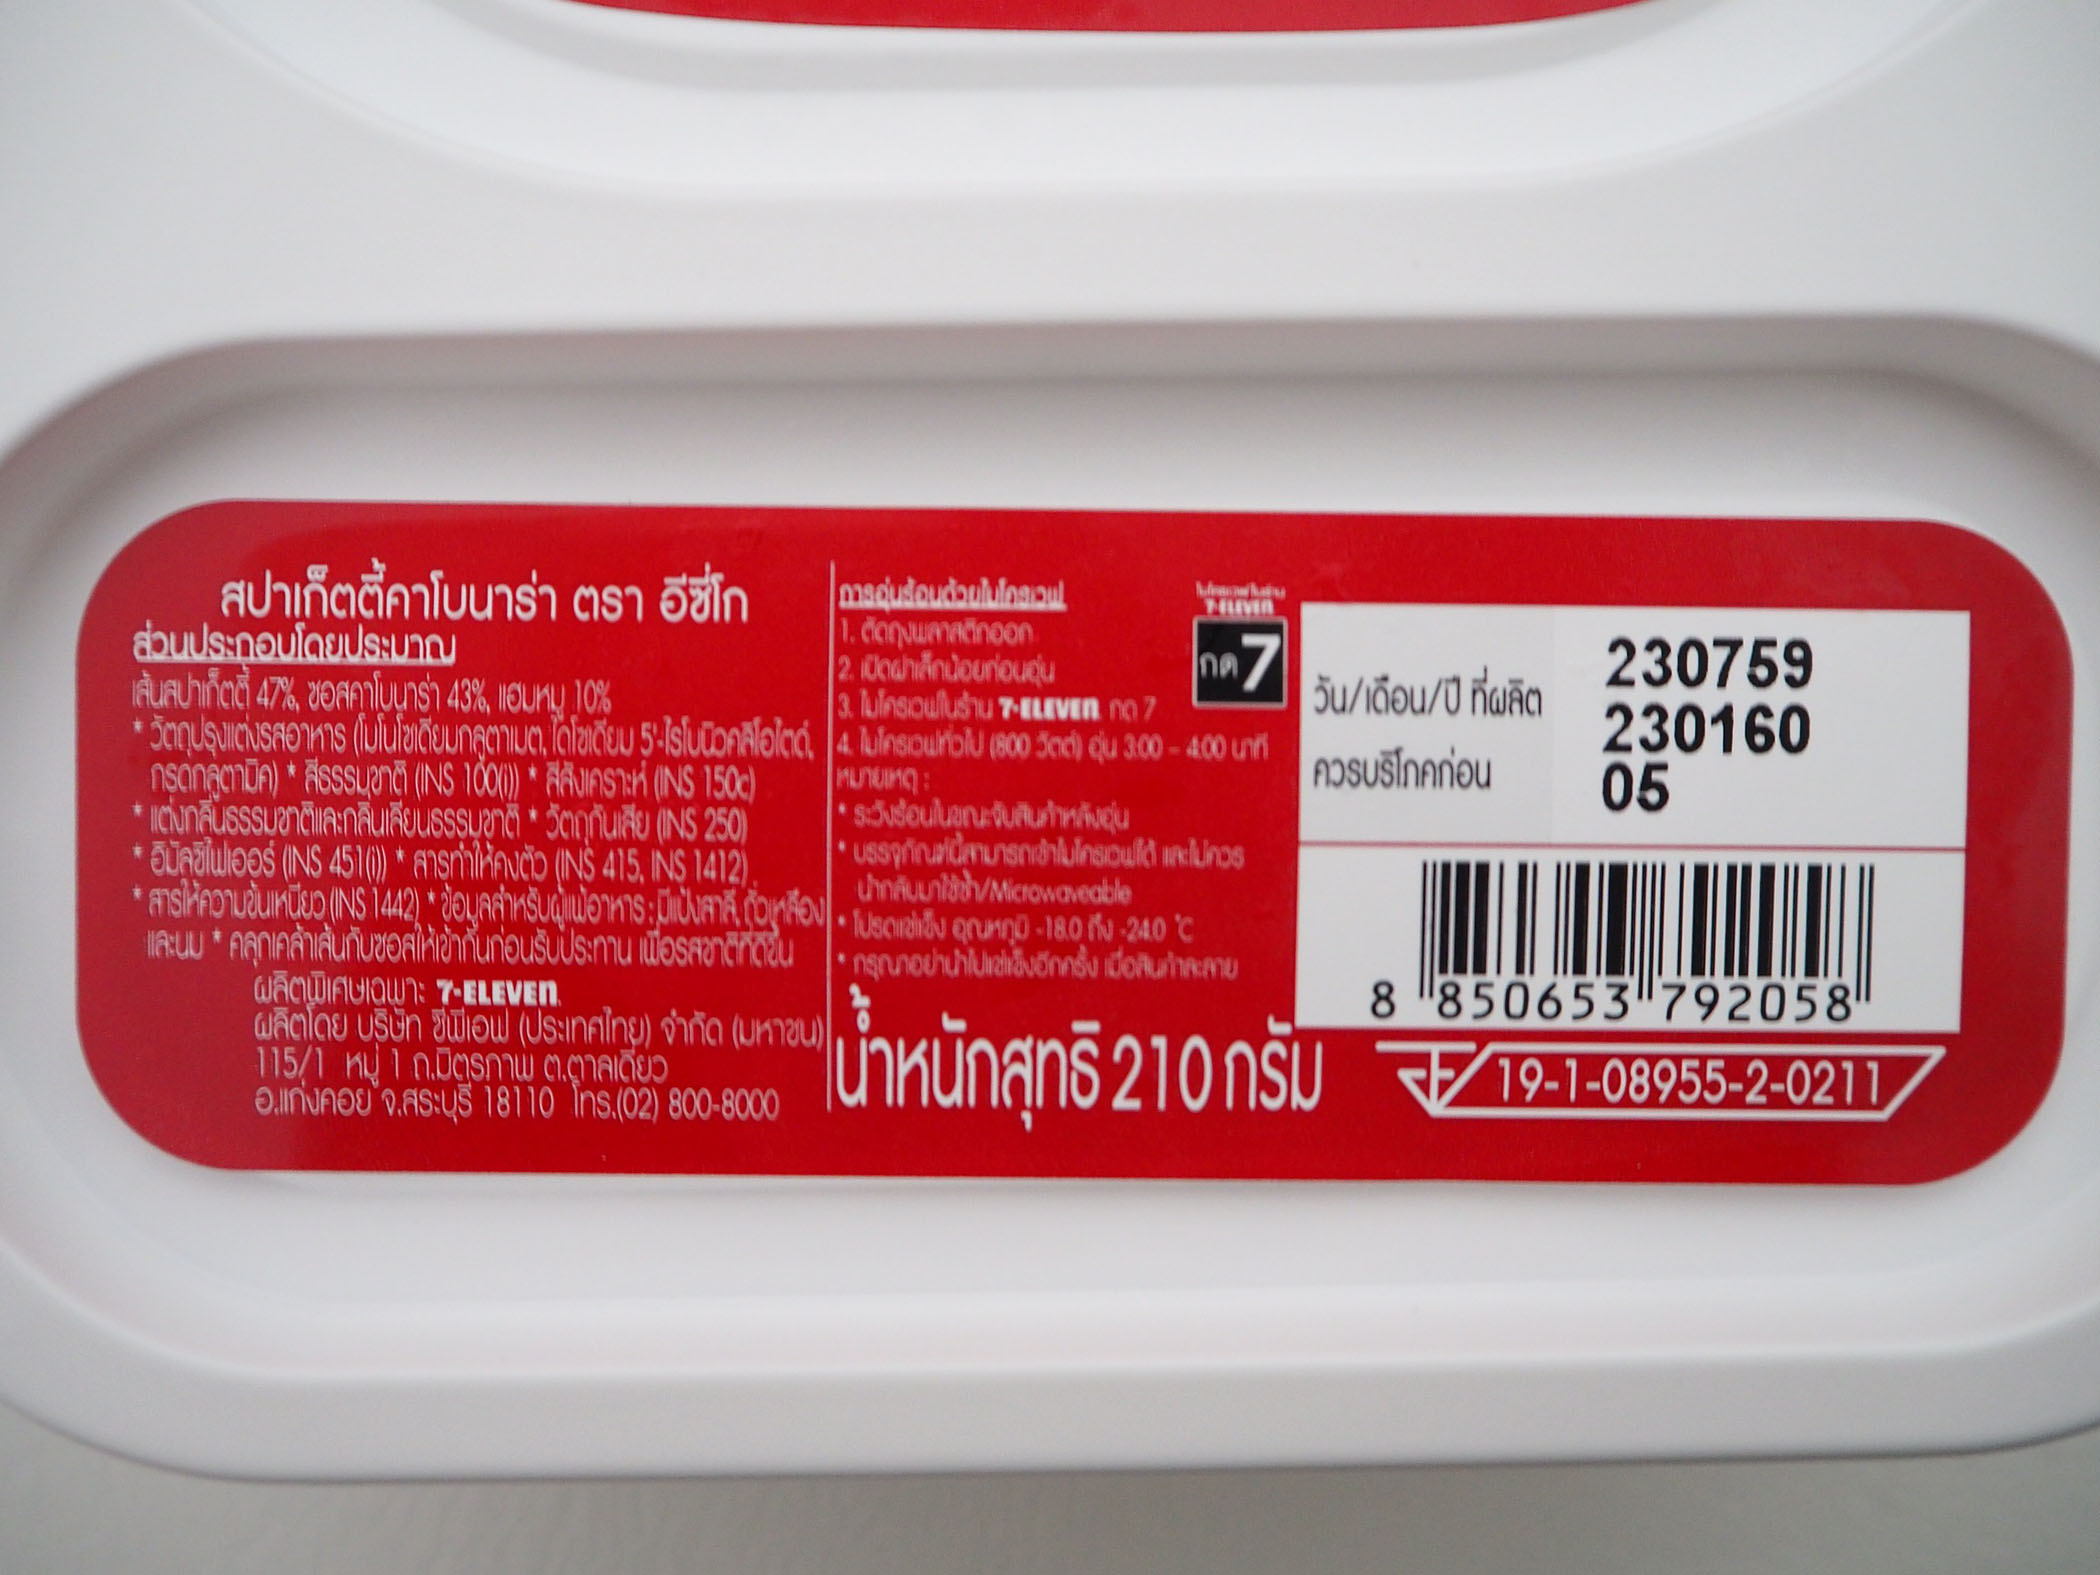 สปาเก็ตตี้คาโบนาร่า ตรา อีซี่โก
ส่วนประกอบโดยประมาณ
เส้นสปาเก็ตตี้ 47%, ซอสคาโบนาร่า 43%, แฮมหมู 10%
* วัตถุปรุงแต่งรสอาหาร (โมโนโซเดียมกลูตาเมต, ไดโซเดียม 5'-ไรโบนิวคลีโอไตด์,
กรดกลูตามิค) * สีธรรมชาติ (INS 100(i)) * สีสังเคราะห์ (INS 150c)
* แต่งกลิ่นธรรมชาติและกลิ่นเลียนธรรมชาติ * วัตถุกันเสีย (INS 250)
* อิมัลซิไฟเออร์ (INS 451(i)) * สารทำให้คงตัว (INS 415, INS 1412)
* สารให้ความข้นเหนียว (INS 1442) * ข้อมูลสำหรับผู้แพ้อาหาร : มีแป้งสาลี, ถั่วเหลือง
และนม * คลุกเคล้าเส้นกับซอสให้เข้ากันก่อนรับประทาน เพื่อรสชาติที่ดีขึ้น
ผลิตพิเศษเฉพาะ 7-ELEVEn.
ผลิตโดย บริษัท ซีพีเอฟ (ประเทศไทย) จำกัด (มหาชน)
115/1 หมู่ 1 ถ.มิตรภาพ ต.ตาลเดี่ยว
อ.แก่งคอย จ.สระบุรี 18110 โทร.(02) 800-8000
การอุ่นร้อนด้วยไมโครเวฟ
1. ตัดถุงพลาสติกออก
2. เปิดฝาเล็กน้อยก่อนอุ่น
3. ไมโครเวฟในร้าน 7-ELEVEn กด 7
4. ไมโครเวฟทั่วไป (800 วัตต์) อุ่น 3:00 - 4:00 นาที
หมายเหตุ :
* ระวังร้อนในขณะจับสินค้าหลังอุ่น
* บรรจุภัณฑ์นี้สามารถเข้าไมโครเวฟได้ และไม่ควร
นำกลับมาใช้ซ้ำ/Microwaveable
* โปรดแช่แข็ง อุณหภูมิ -18.0 ถึง -24.0 °C
* กรุณาอย่านำไปแช่แข็งอีกครั้ง เมื่อสินค้าละลาย
น้ำหนักสุทธิ 210 กรัม
ไมโครเวฟในร้าน
7-ELEVEn
กด 7
วัน/เดือน/ปี ที่ผลิต 230759
230160
ควรบริโภคก่อน 05
8 850653 792058
19-1-08955-2-0211